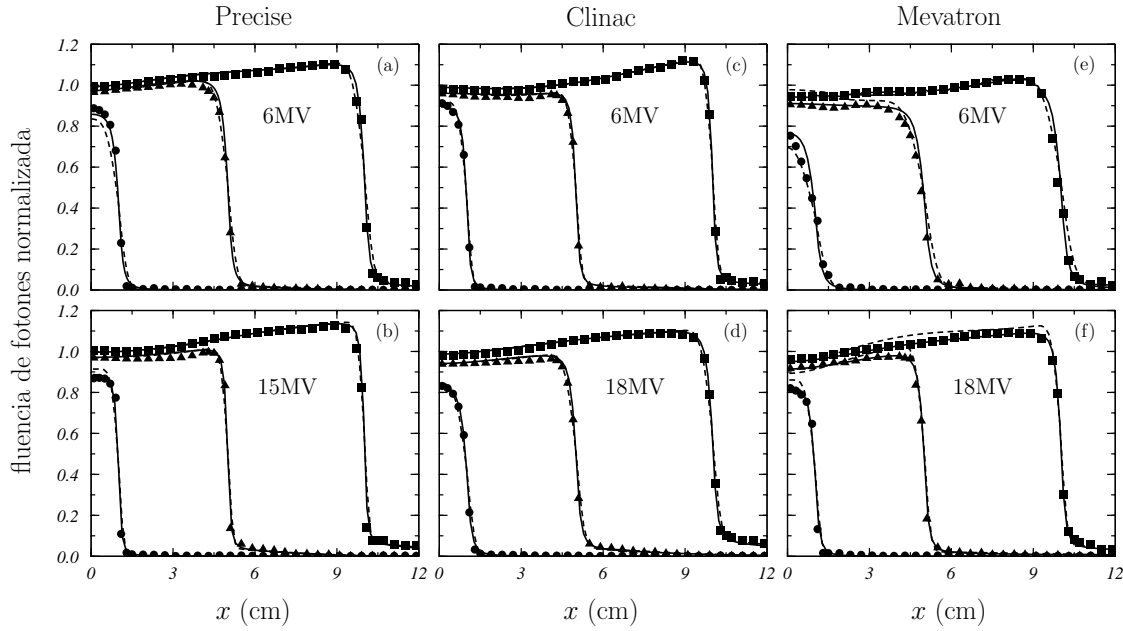 Precise Clinac Mevatron
fluencia de fotones normalizada
1.2
1.0
0.8
0.6
0.4
0.2
0.0
(a)
6MV
(c)
6MV
(e)
6MV
1.2
1.0
0.8
0.6
0.4
0.2
0.0
(b)
15MV
(d)
18MV
(f)
18MV
0 3 6 9 12 0 3 6 9 12 0 3 6 9 12
x (cm) x (cm) x (cm)